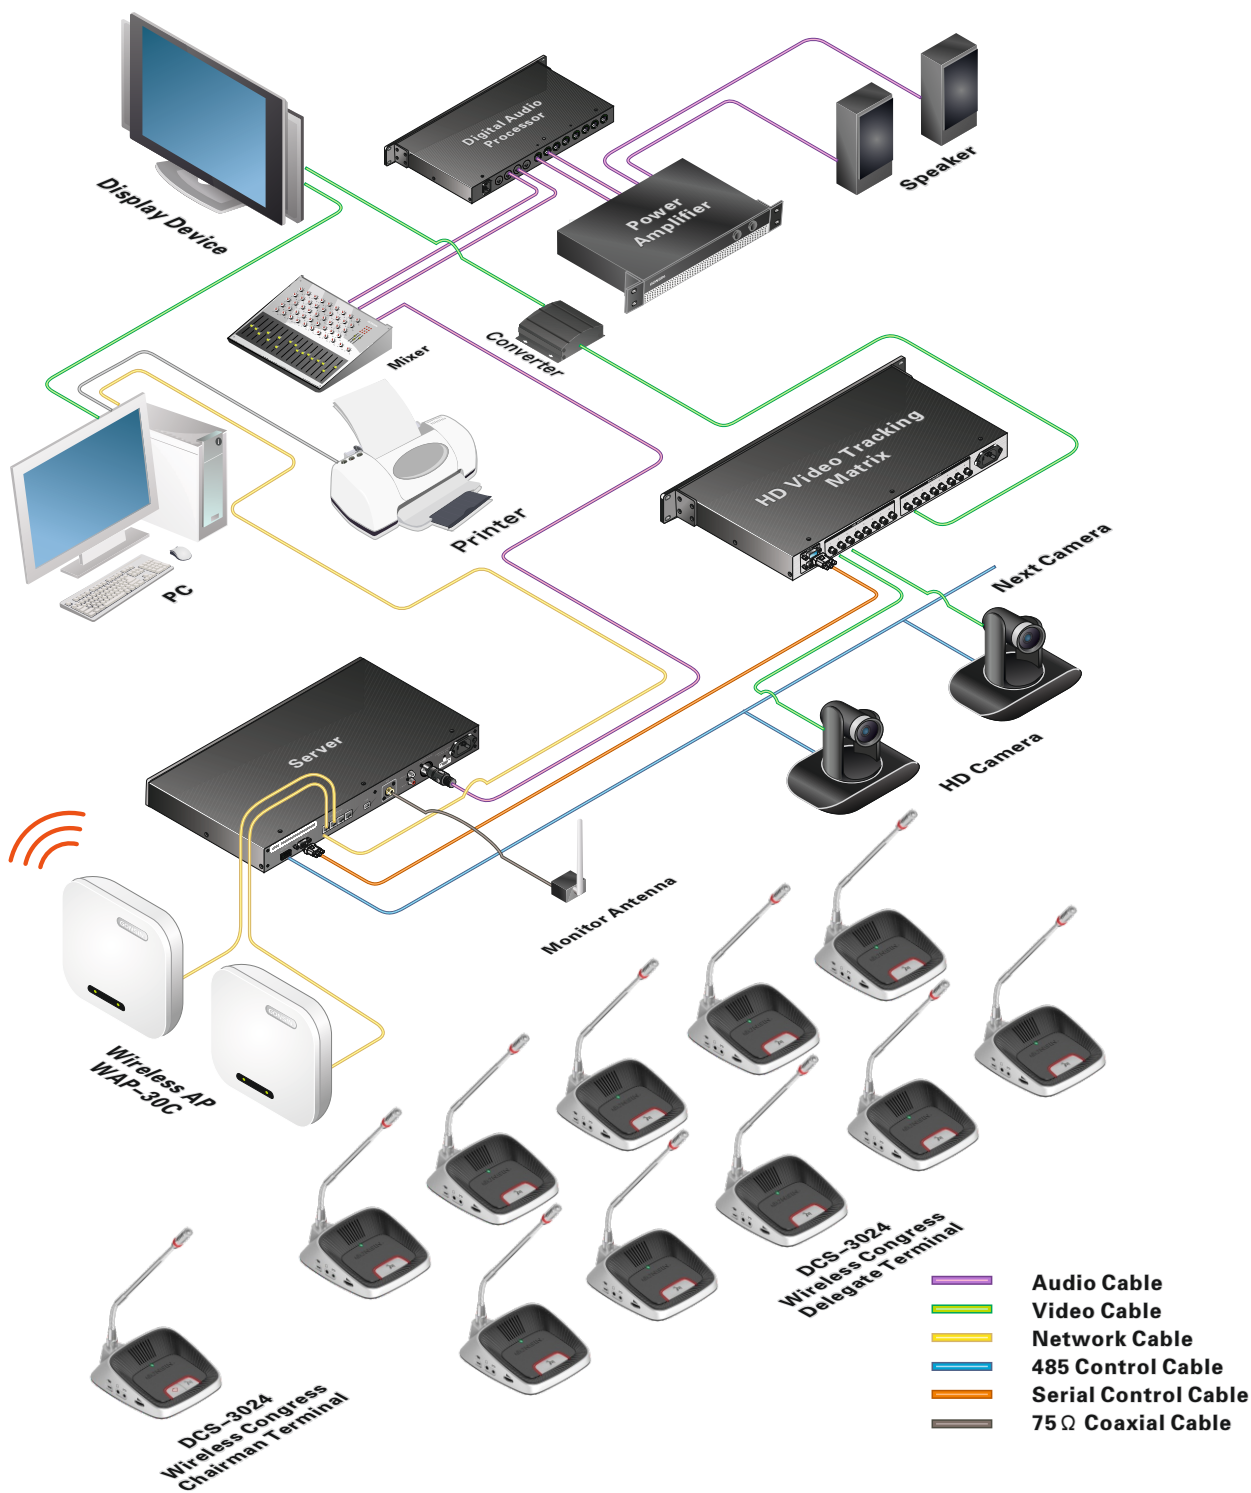 Digital Audio
Processor
Speaker
Display Device
Power
Amplifier
Converter
Mixer
HD Video Tracking
Matrix
Printer
PC
Next Camera
Server
HD Camera
Monitor Antenna
Wireless AP
WAP-30C
DCS-3024
Wireless Congress
Delegate Terminal
DCS-3024
Wireless Congress
Chairman Terminal
Audio Cable
Video Cable
Network Cable
485 Control Cable
Serial Control Cable
75Ω Coaxial Cable